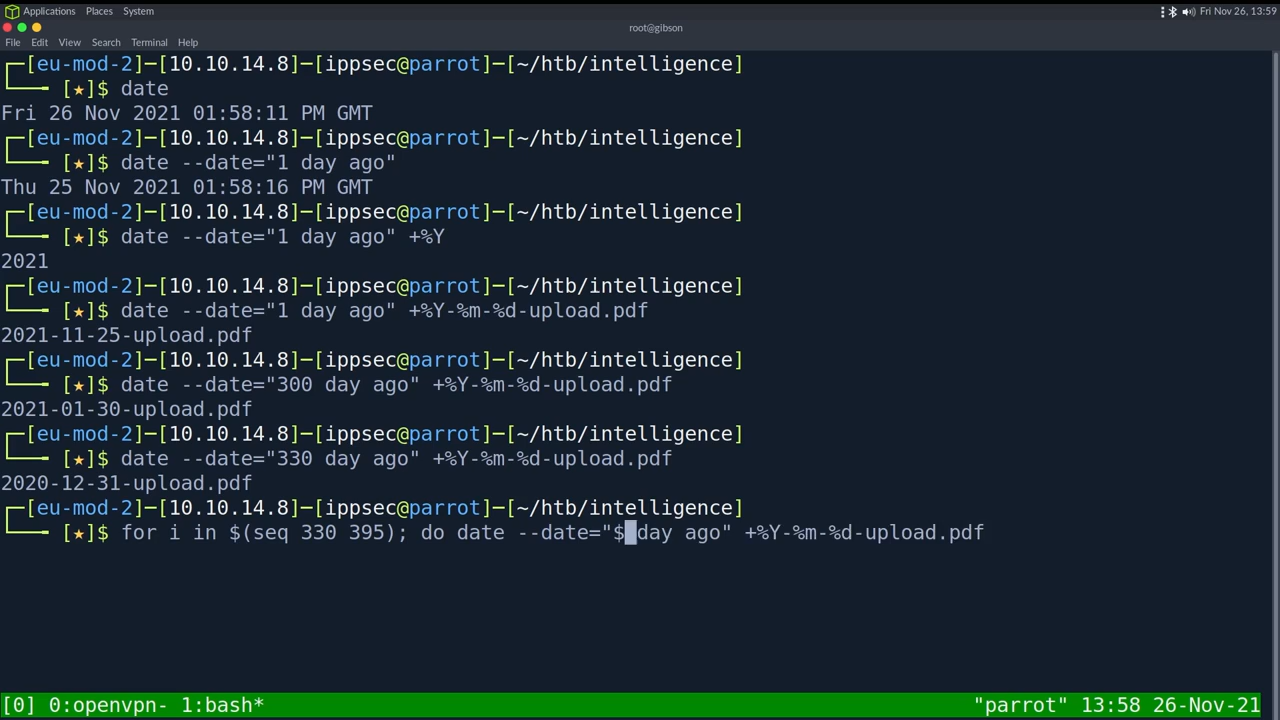 Applications Places System Fri Nov 26, 13:59
root@gibson
File Edit View Search Terminal Help
┌─[eu-mod-2]─[10.10.14.8]─[ippsec@parrot]─[~/htb/intelligence]
└──╼ [★]$ date
Fri 26 Nov 2021 01:58:11 PM GMT
┌─[eu-mod-2]─[10.10.14.8]─[ippsec@parrot]─[~/htb/intelligence]
└──╼ [★]$ date --date="1 day ago"
Thu 25 Nov 2021 01:58:16 PM GMT
┌─[eu-mod-2]─[10.10.14.8]─[ippsec@parrot]─[~/htb/intelligence]
└──╼ [★]$ date --date="1 day ago" +%Y
2021
┌─[eu-mod-2]─[10.10.14.8]─[ippsec@parrot]─[~/htb/intelligence]
└──╼ [★]$ date --date="1 day ago" +%Y-%m-%d-upload.pdf
2021-11-25-upload.pdf
┌─[eu-mod-2]─[10.10.14.8]─[ippsec@parrot]─[~/htb/intelligence]
└──╼ [★]$ date --date="300 day ago" +%Y-%m-%d-upload.pdf
2021-01-30-upload.pdf
┌─[eu-mod-2]─[10.10.14.8]─[ippsec@parrot]─[~/htb/intelligence]
└──╼ [★]$ date --date="330 day ago" +%Y-%m-%d-upload.pdf
2020-12-31-upload.pdf
┌─[eu-mod-2]─[10.10.14.8]─[ippsec@parrot]─[~/htb/intelligence]
└──╼ [★]$ for i in $(seq 330 395); do date --date="$ day ago" +%Y-%m-%d-upload.pdf
[0] 0:openvpn- 1:bash* "parrot" 13:58 26-Nov-21